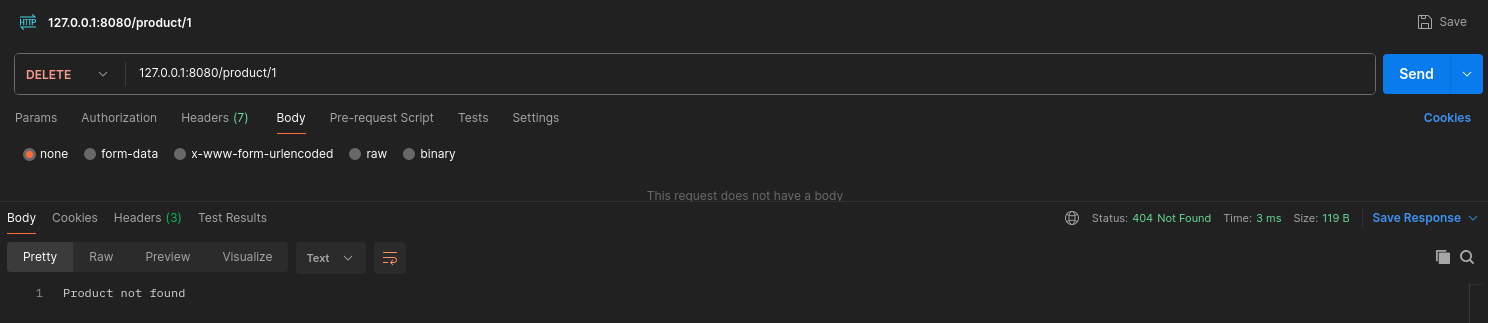 HTTP 127.0.0.1:8080/product/1 Save
DELETE 127.0.0.1:8080/product/1 Send
Params Authorization Headers (7) Body Pre-request Script Tests Settings Cookies
none form-data x-www-form-urlencoded raw binary
This request does not have a body
Body Cookies Headers (3) Test Results Status: 404 Not Found Time: 3 ms Size: 119 B Save Response
Pretty Raw Preview Visualize Text
1 Product not found